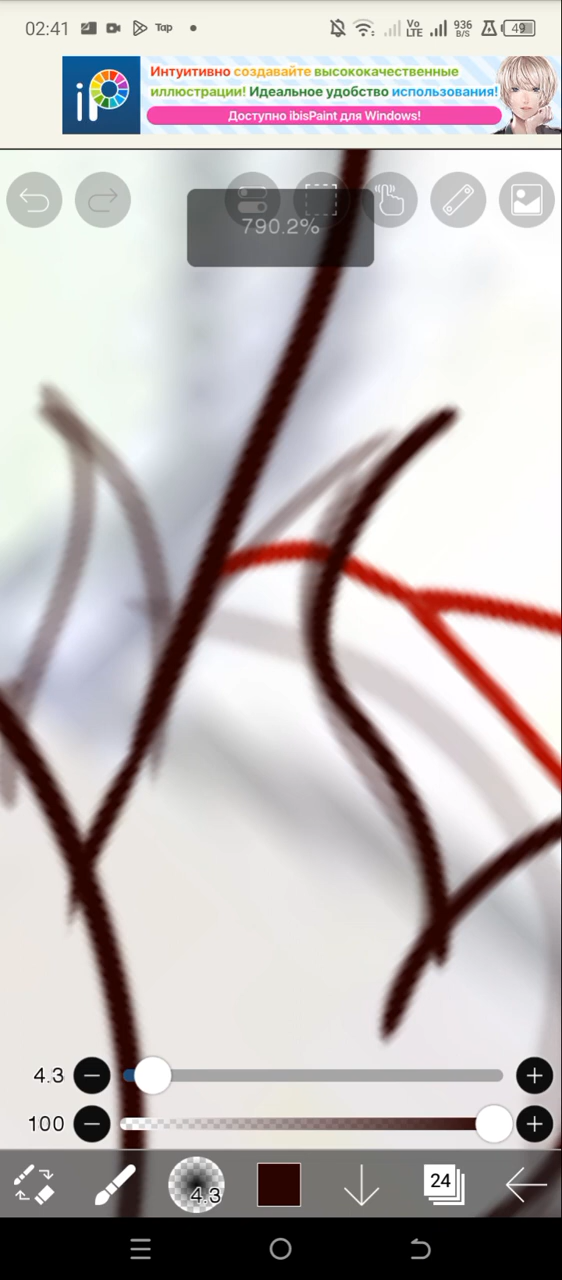 02:41 Tap Vo LTE 936 B/S 49
iP Интуитивно создавайте высококачественные
иллюстрации! Идеальное удобство использования!
Доступно ibisPaint для Windows!
790.2%
4.3
100
4.3 24